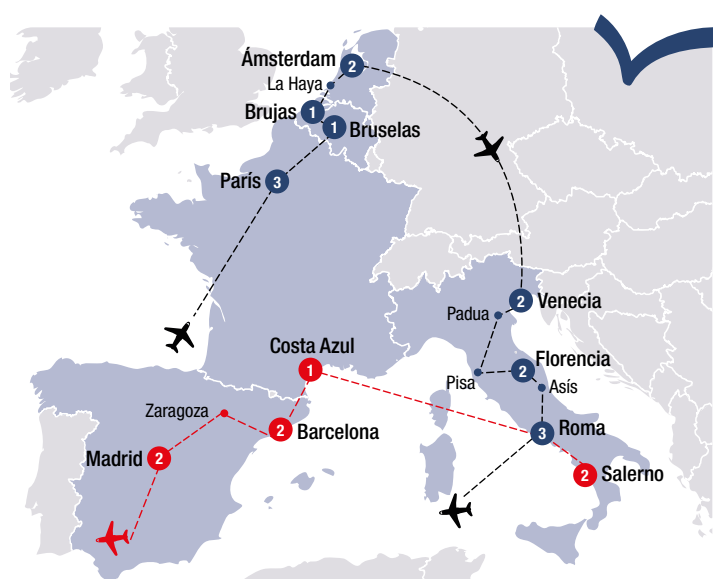 Ámsterdam
2
La Haya
Brujas
1
1
Bruselas
París
3
2
Venecia
Padua
Costa Azul
1
2
Florencia
Pisa
Asís
Zaragoza
2
Barcelona
3
Roma
Madrid
2
2
Salerno